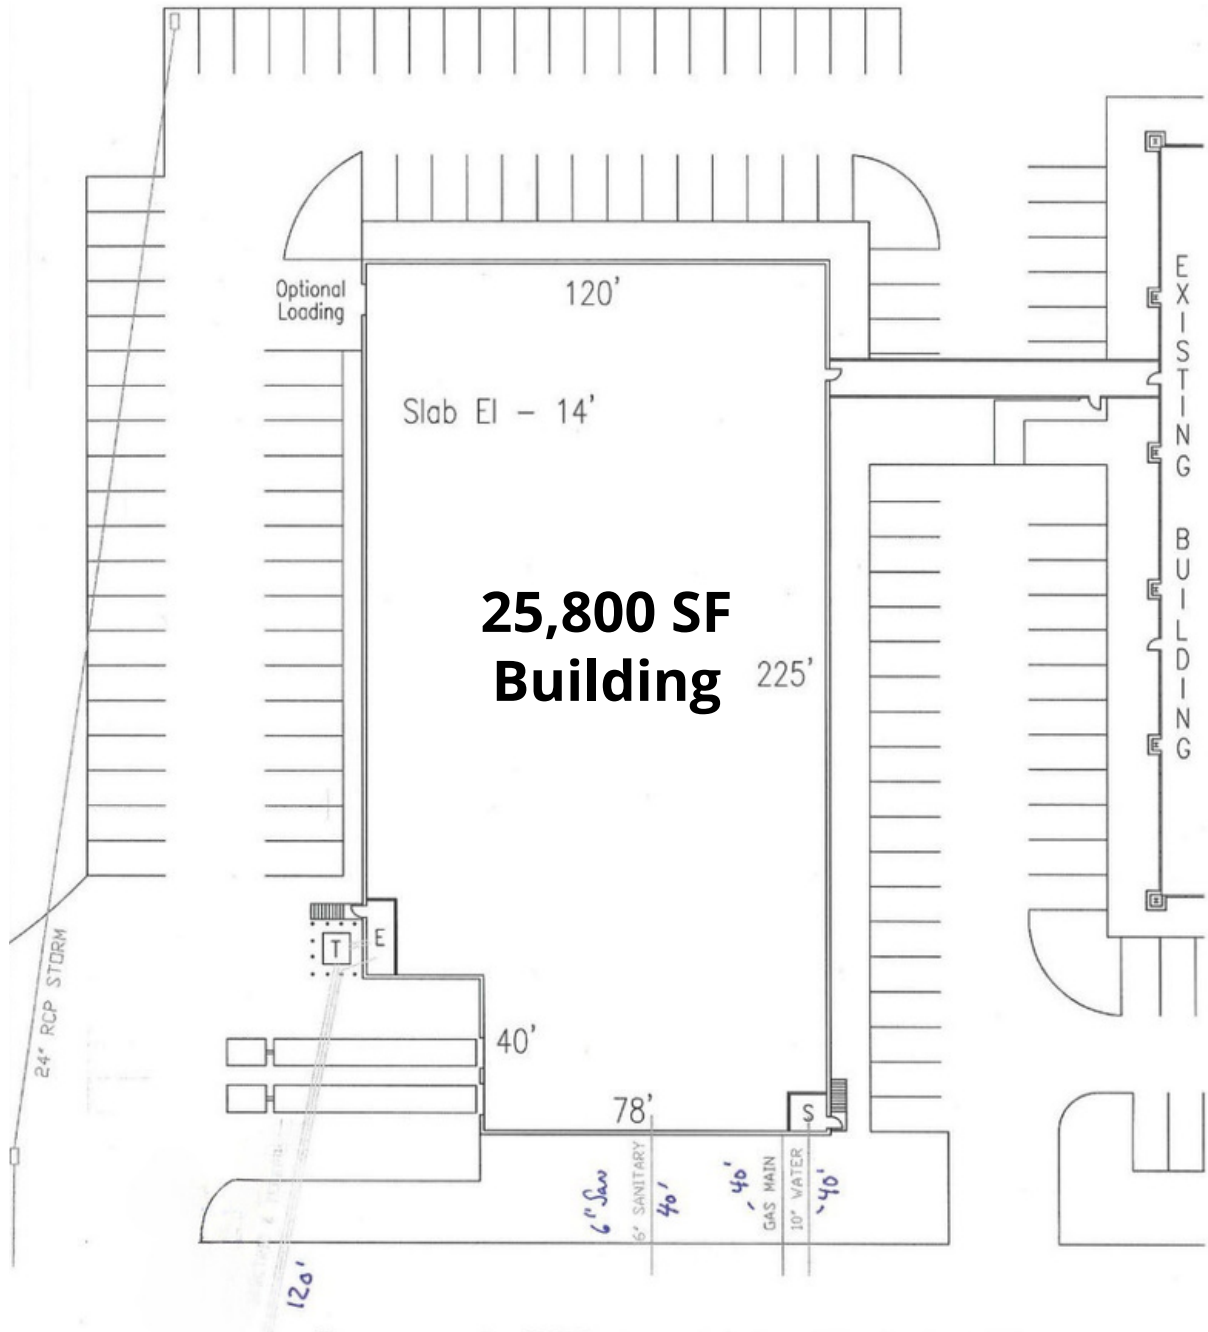 Optional
Loading
120'
Slab El - 14'
EXISTING BUILDING
25,800 SF
Building
225'
T
E
24" RCP STORM
40'
78'
S
6" San
6" SANITARY
40'
- 40'
GAS MAIN
10" WATER
- 40'
120'